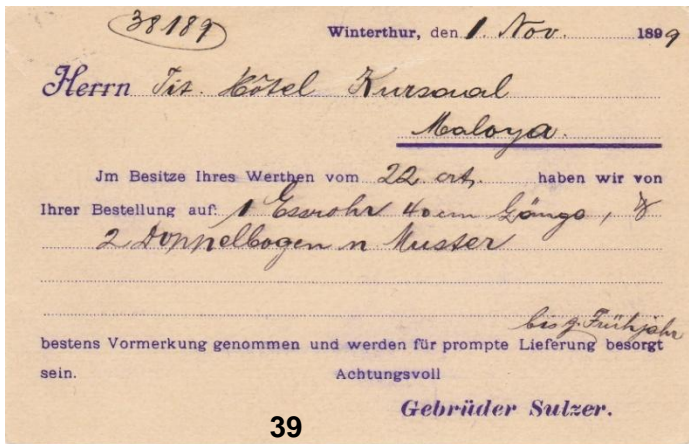 38189
Winterthur, den 1. Nov. 1899
Herrn Tit. Hôtel Kursaal
Maloya.
Jm Besitze Ihres Werthen vom 22 crt. haben wir von
Ihrer Bestellung auf: 1 Essrohr 40 cm Länge, &
2 Doppelbogen n Muster
bis z. Frühjahr
bestens Vormerkung genommen und werden für prompte Lieferung besorgt
sein. Achtungsvoll
Gebrüder Sulzer.
39